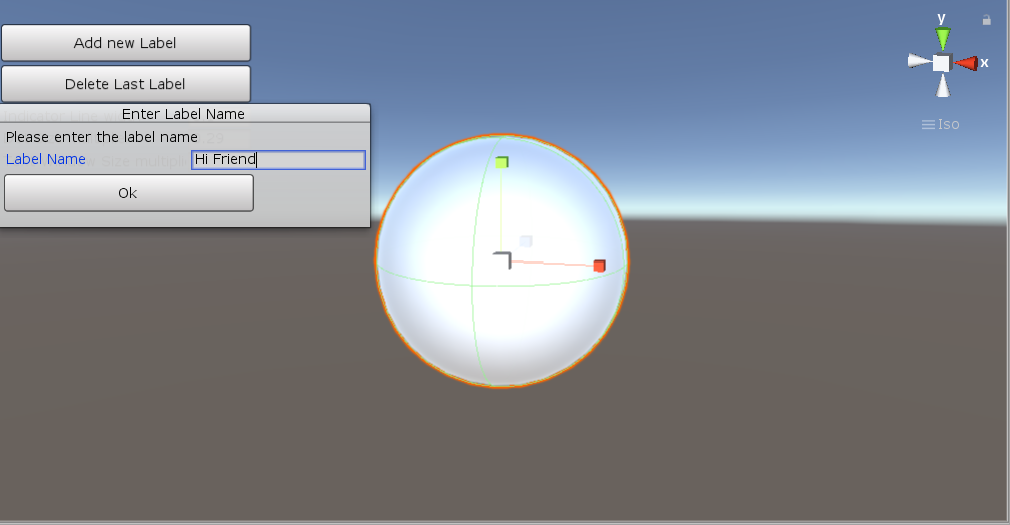 Add new Label
Delete Last Label
Enter Label Name
Please enter the label name
Label Name
Hi Friend
Ok
y
x
Iso